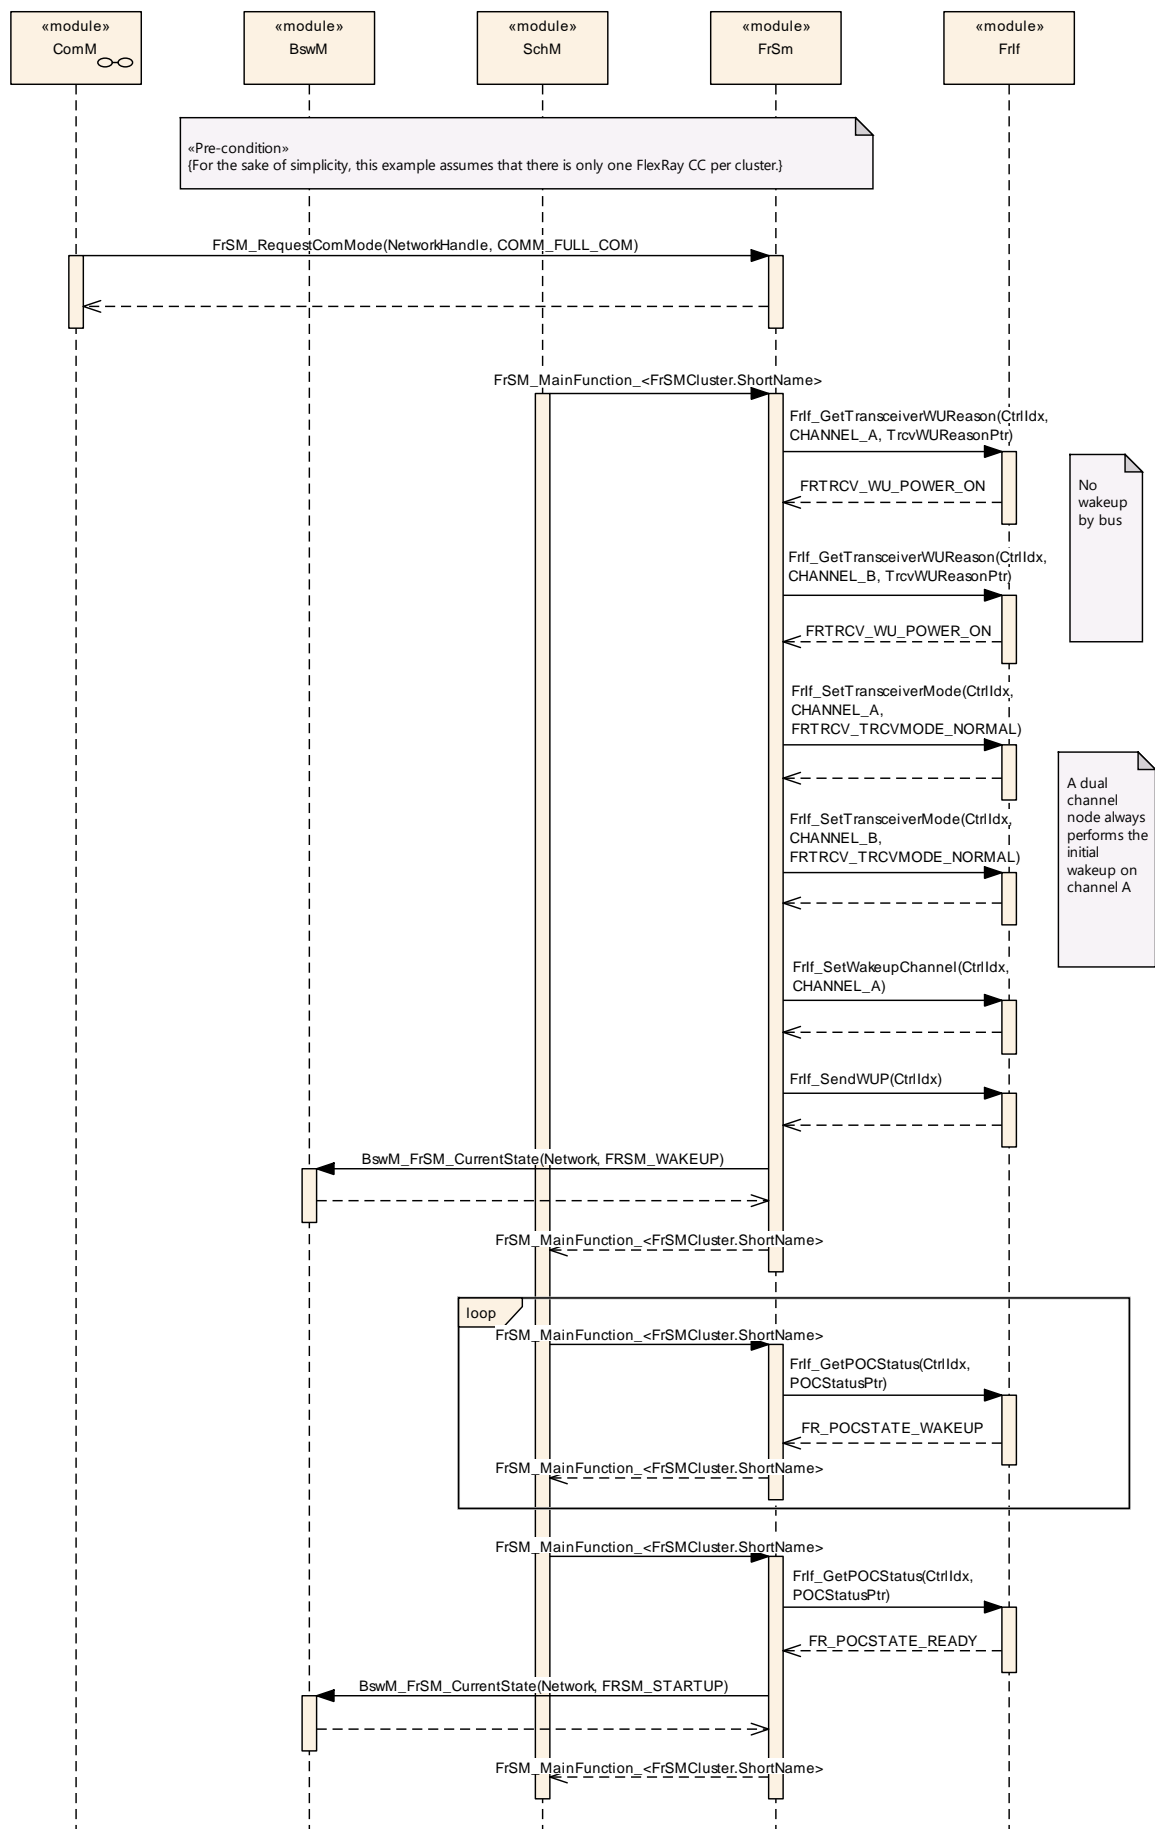 «module»
ComM
«module»
BswM
«module»
SchM
«module»
FrSm
«module»
FrIf
«Pre-condition»
{For the sake of simplicity, this example assumes that there is only one FlexRay CC per cluster.}
FrSM_RequestComMode(NetworkHandle, COMM_FULL_COM)
FrSM_MainFunction_<FrSMCluster.ShortName>
FrIf_GetTransceiverWUReason(CtrlIdx,
CHANNEL_A, TrcvWUReasonPtr)
FRTRCV_WU_POWER_ON
No
wakeup
by bus
FrIf_GetTransceiverWUReason(CtrlIdx,
CHANNEL_B, TrcvWUReasonPtr)
FRTRCV_WU_POWER_ON
FrIf_SetTransceiverMode(CtrlIdx,
CHANNEL_A,
FRTRCV_TRCVMODE_NORMAL)
A dual
channel
node always
performs the
initial
wakeup on
channel A
FrIf_SetTransceiverMode(CtrlIdx,
CHANNEL_B,
FRTRCV_TRCVMODE_NORMAL)
FrIf_SetWakeupChannel(CtrlIdx,
CHANNEL_A)
FrIf_SendWUP(CtrlIdx)
BswM_FrSM_CurrentState(Network, FRSM_WAKEUP)
FrSM_MainFunction_<FrSMCluster.ShortName>
loop
FrSM_MainFunction_<FrSMCluster.ShortName>
FrIf_GetPOCStatus(CtrlIdx,
POCStatusPtr)
FR_POCSTATE_WAKEUP
FrSM_MainFunction_<FrSMCluster.ShortName>
FrSM_MainFunction_<FrSMCluster.ShortName>
FrIf_GetPOCStatus(CtrlIdx,
POCStatusPtr)
FR_POCSTATE_READY
BswM_FrSM_CurrentState(Network, FRSM_STARTUP)
FrSM_MainFunction_<FrSMCluster.ShortName>